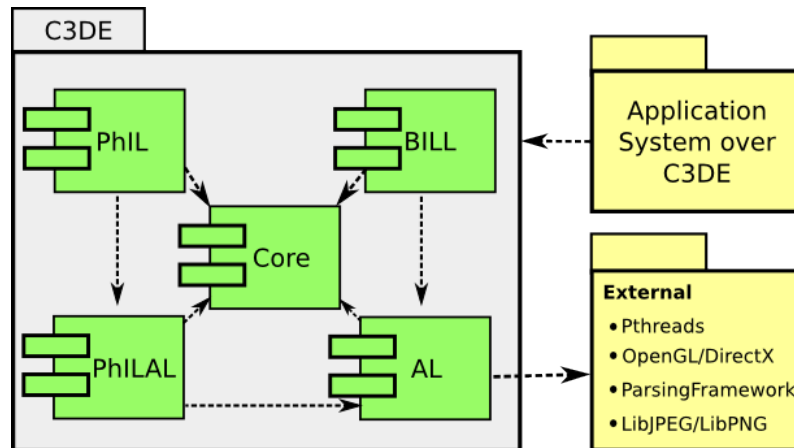 C3DE
PhIL
BILL
Core
PhILAL
AL
Application
System over
C3DE
External
• Pthreads
• OpenGL/DirectX
• ParsingFramework
• LibJPEG/LibPNG